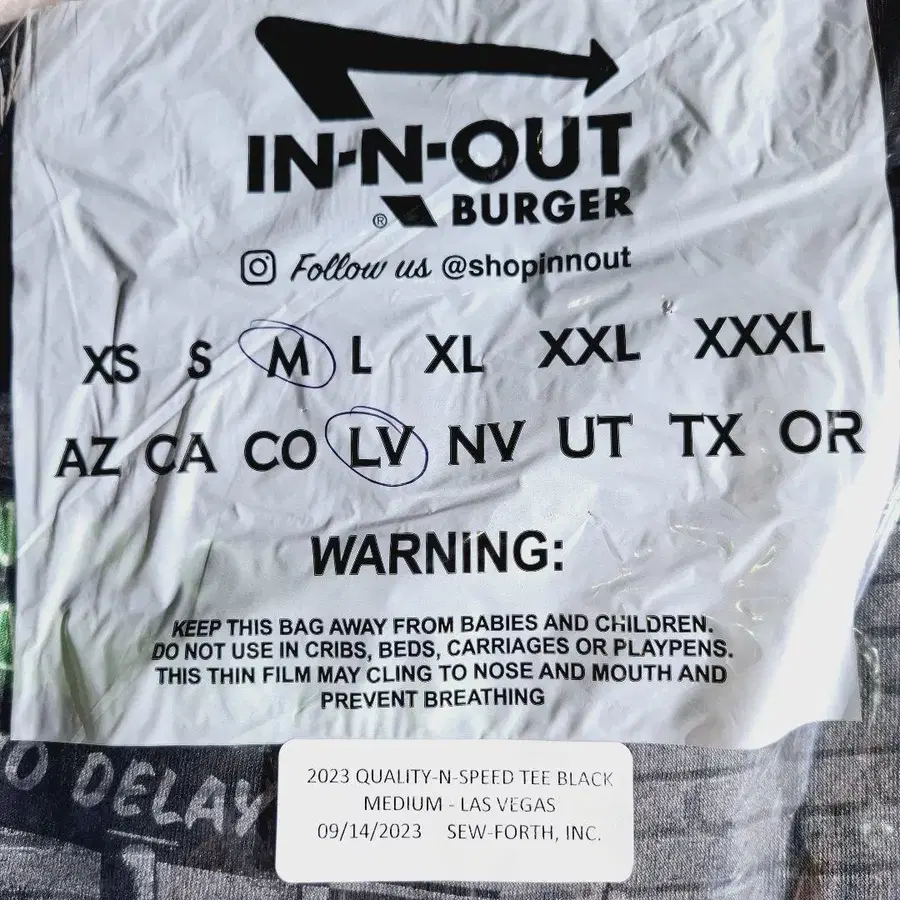 IN-N-OUT
® BURGER
Follow us @shopinnout
XS S M L XL XXL XXXL
AZ CA CO LV NV UT TX OR
WARNING:
KEEP THIS BAG AWAY FROM BABIES AND CHILDREN.
DO NOT USE IN CRIBS, BEDS, CARRIAGES OR PLAYPENS.
THIS THIN FILM MAY CLING TO NOSE AND MOUTH AND
PREVENT BREATHING
O DELAY
2023 QUALITY-N-SPEED TEE BLACK
MEDIUM - LAS VEGAS
09/14/2023 SEW-FORTH, INC.